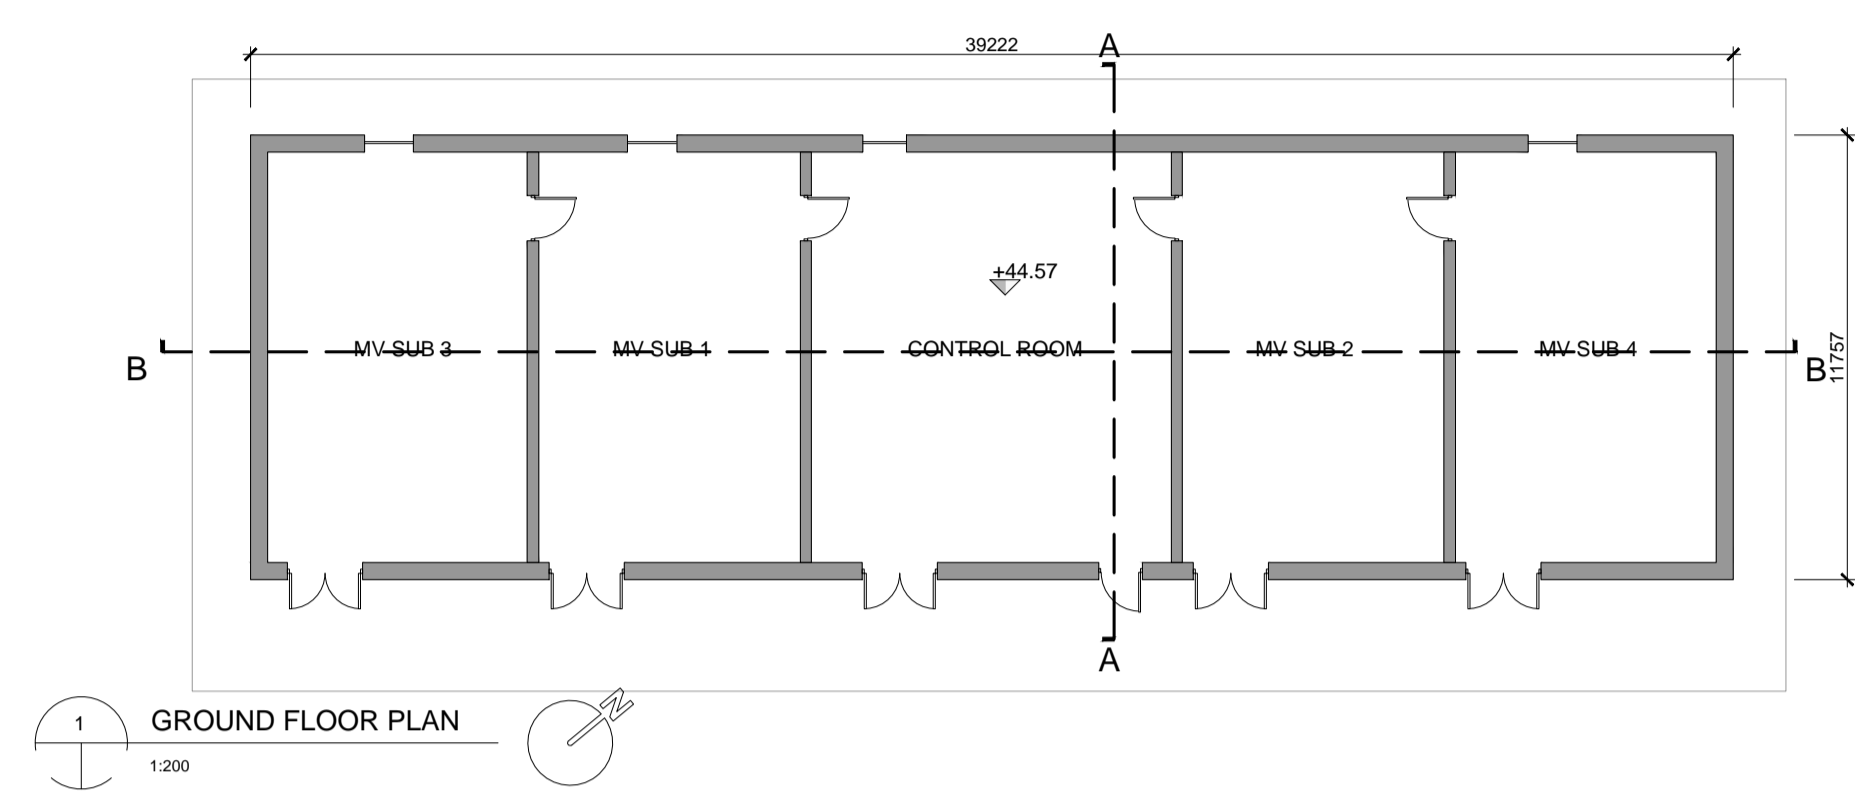 39222
A
+44.57
B
MV SUB 3
MV SUB 1
CONTROL ROOM
MV SUB 2
MV SUB 4
B
11757
A
1
GROUND FLOOR PLAN
N
1:200